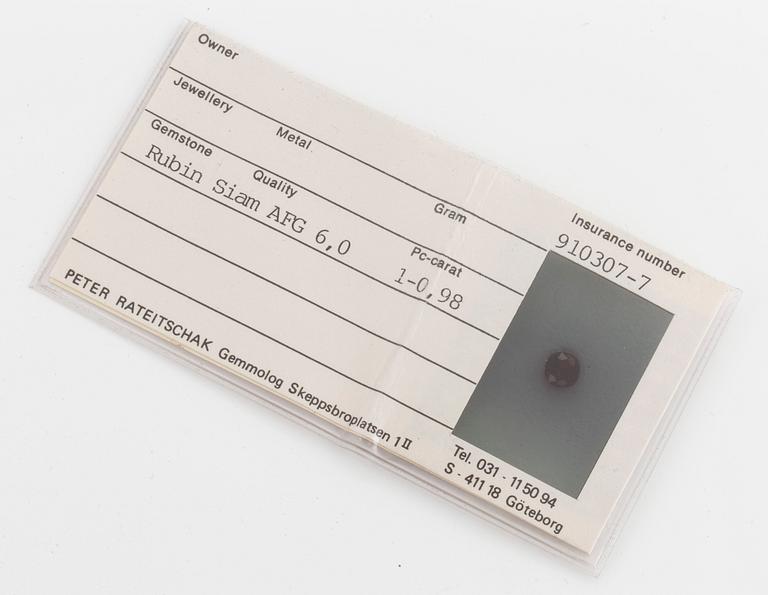 Owner
Jewellery Metal Gram
Gemstone Quality Pc-carat
Rubin Siam AFG 6,0 1-0,98
Insurance number
910307-7
PETER RATEITSCHAK Gemmolog Skeppsbroplatsen 1 II
Tel. 031 - 11 50 94
S - 411 18 Göteborg